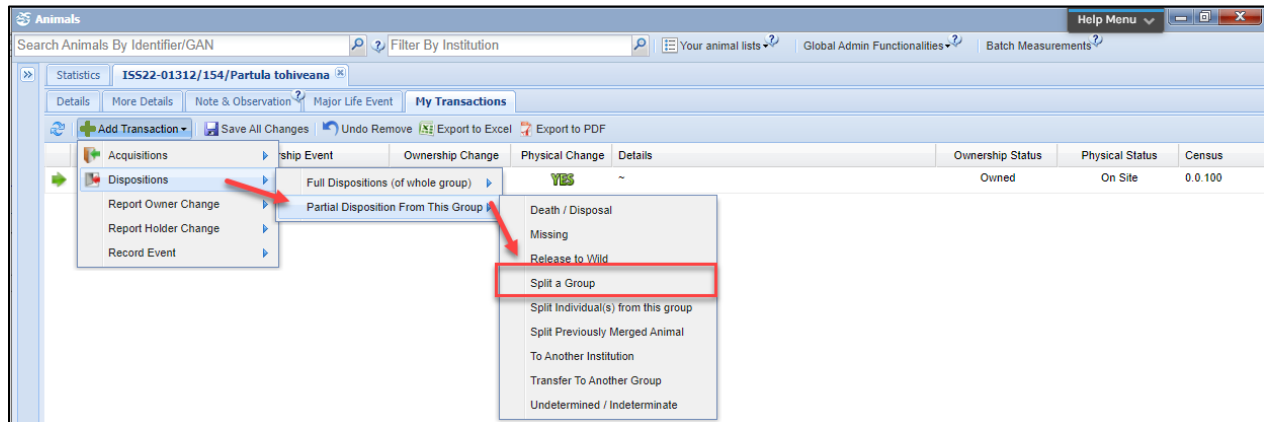 Animals
Help Menu
Search Animals By Identifier/GAN Filter By Institution Your animal lists Global Admin Functionalities Batch Measurements
Statistics ISS22-01312/154/Partula tohiveana
Details More Details Note & Observation Major Life Event My Transactions
Add Transaction Save All Changes Undo Remove Export to Excel Export to PDF
Acquisitions rship Event Ownership Change Physical Change Details Ownership Status Physical Status Census
Dispositions Full Dispositions (of whole group) YES ~ Owned On Site 0.0.100
Report Owner Change Partial Disposition From This Group Death / Disposal
Report Holder Change Missing
Record Event Release to Wild
Split a Group
Split Individual(s) from this group
Split Previously Merged Animal
To Another Institution
Transfer To Another Group
Undetermined / Indeterminate